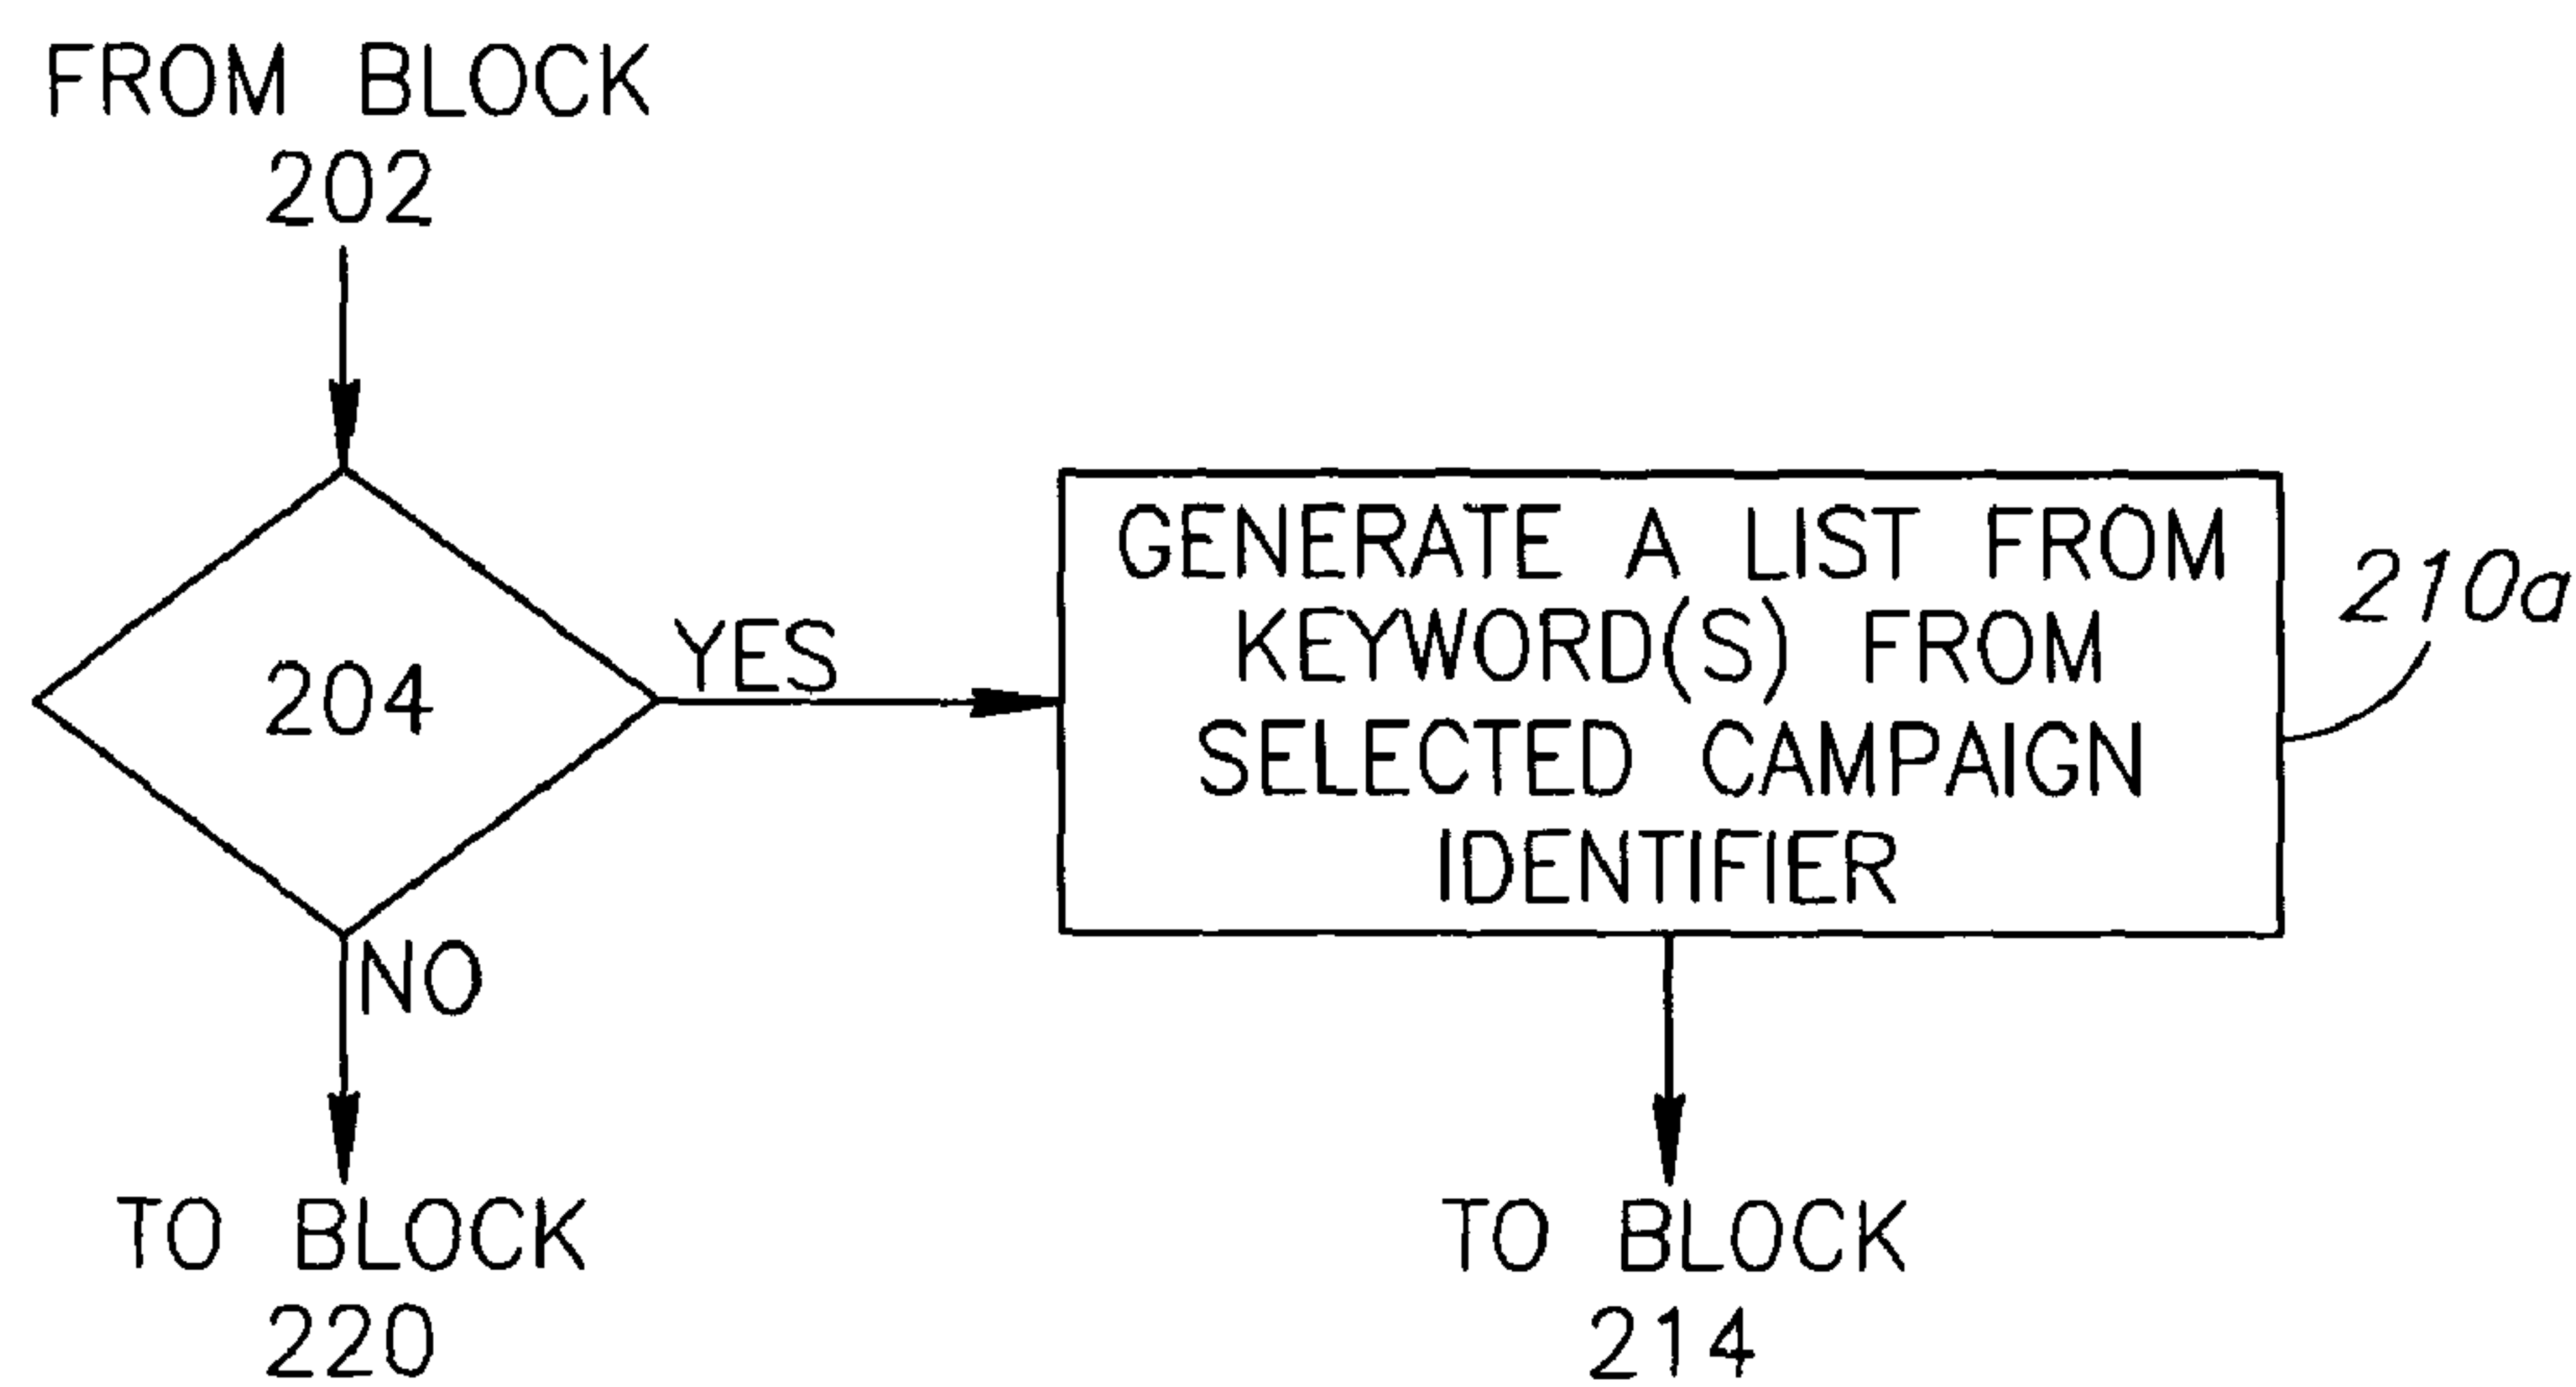 FROM BLOCK
202
204
YES
GENERATE A LIST FROM
KEYWORD(S) FROM
SELECTED CAMPAIGN
IDENTIFIER
210a
NO
TO BLOCK
220
TO BLOCK
214